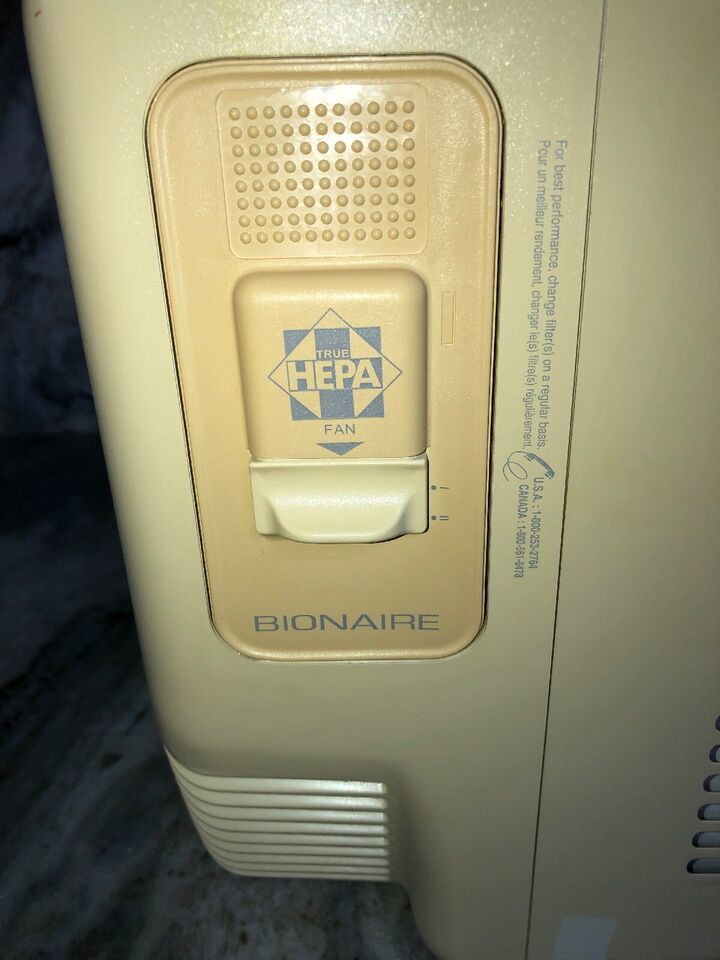 TRUE
HEPA
FAN
I
II
BIONAIRE
For best performance, change filter(s) on a regular basis.
Pour un meilleur rendement, changer le(s) filtre(s) régulièrement.
U.S.A. : 1-800-253-2764
CANADA : 1-800-561-6478